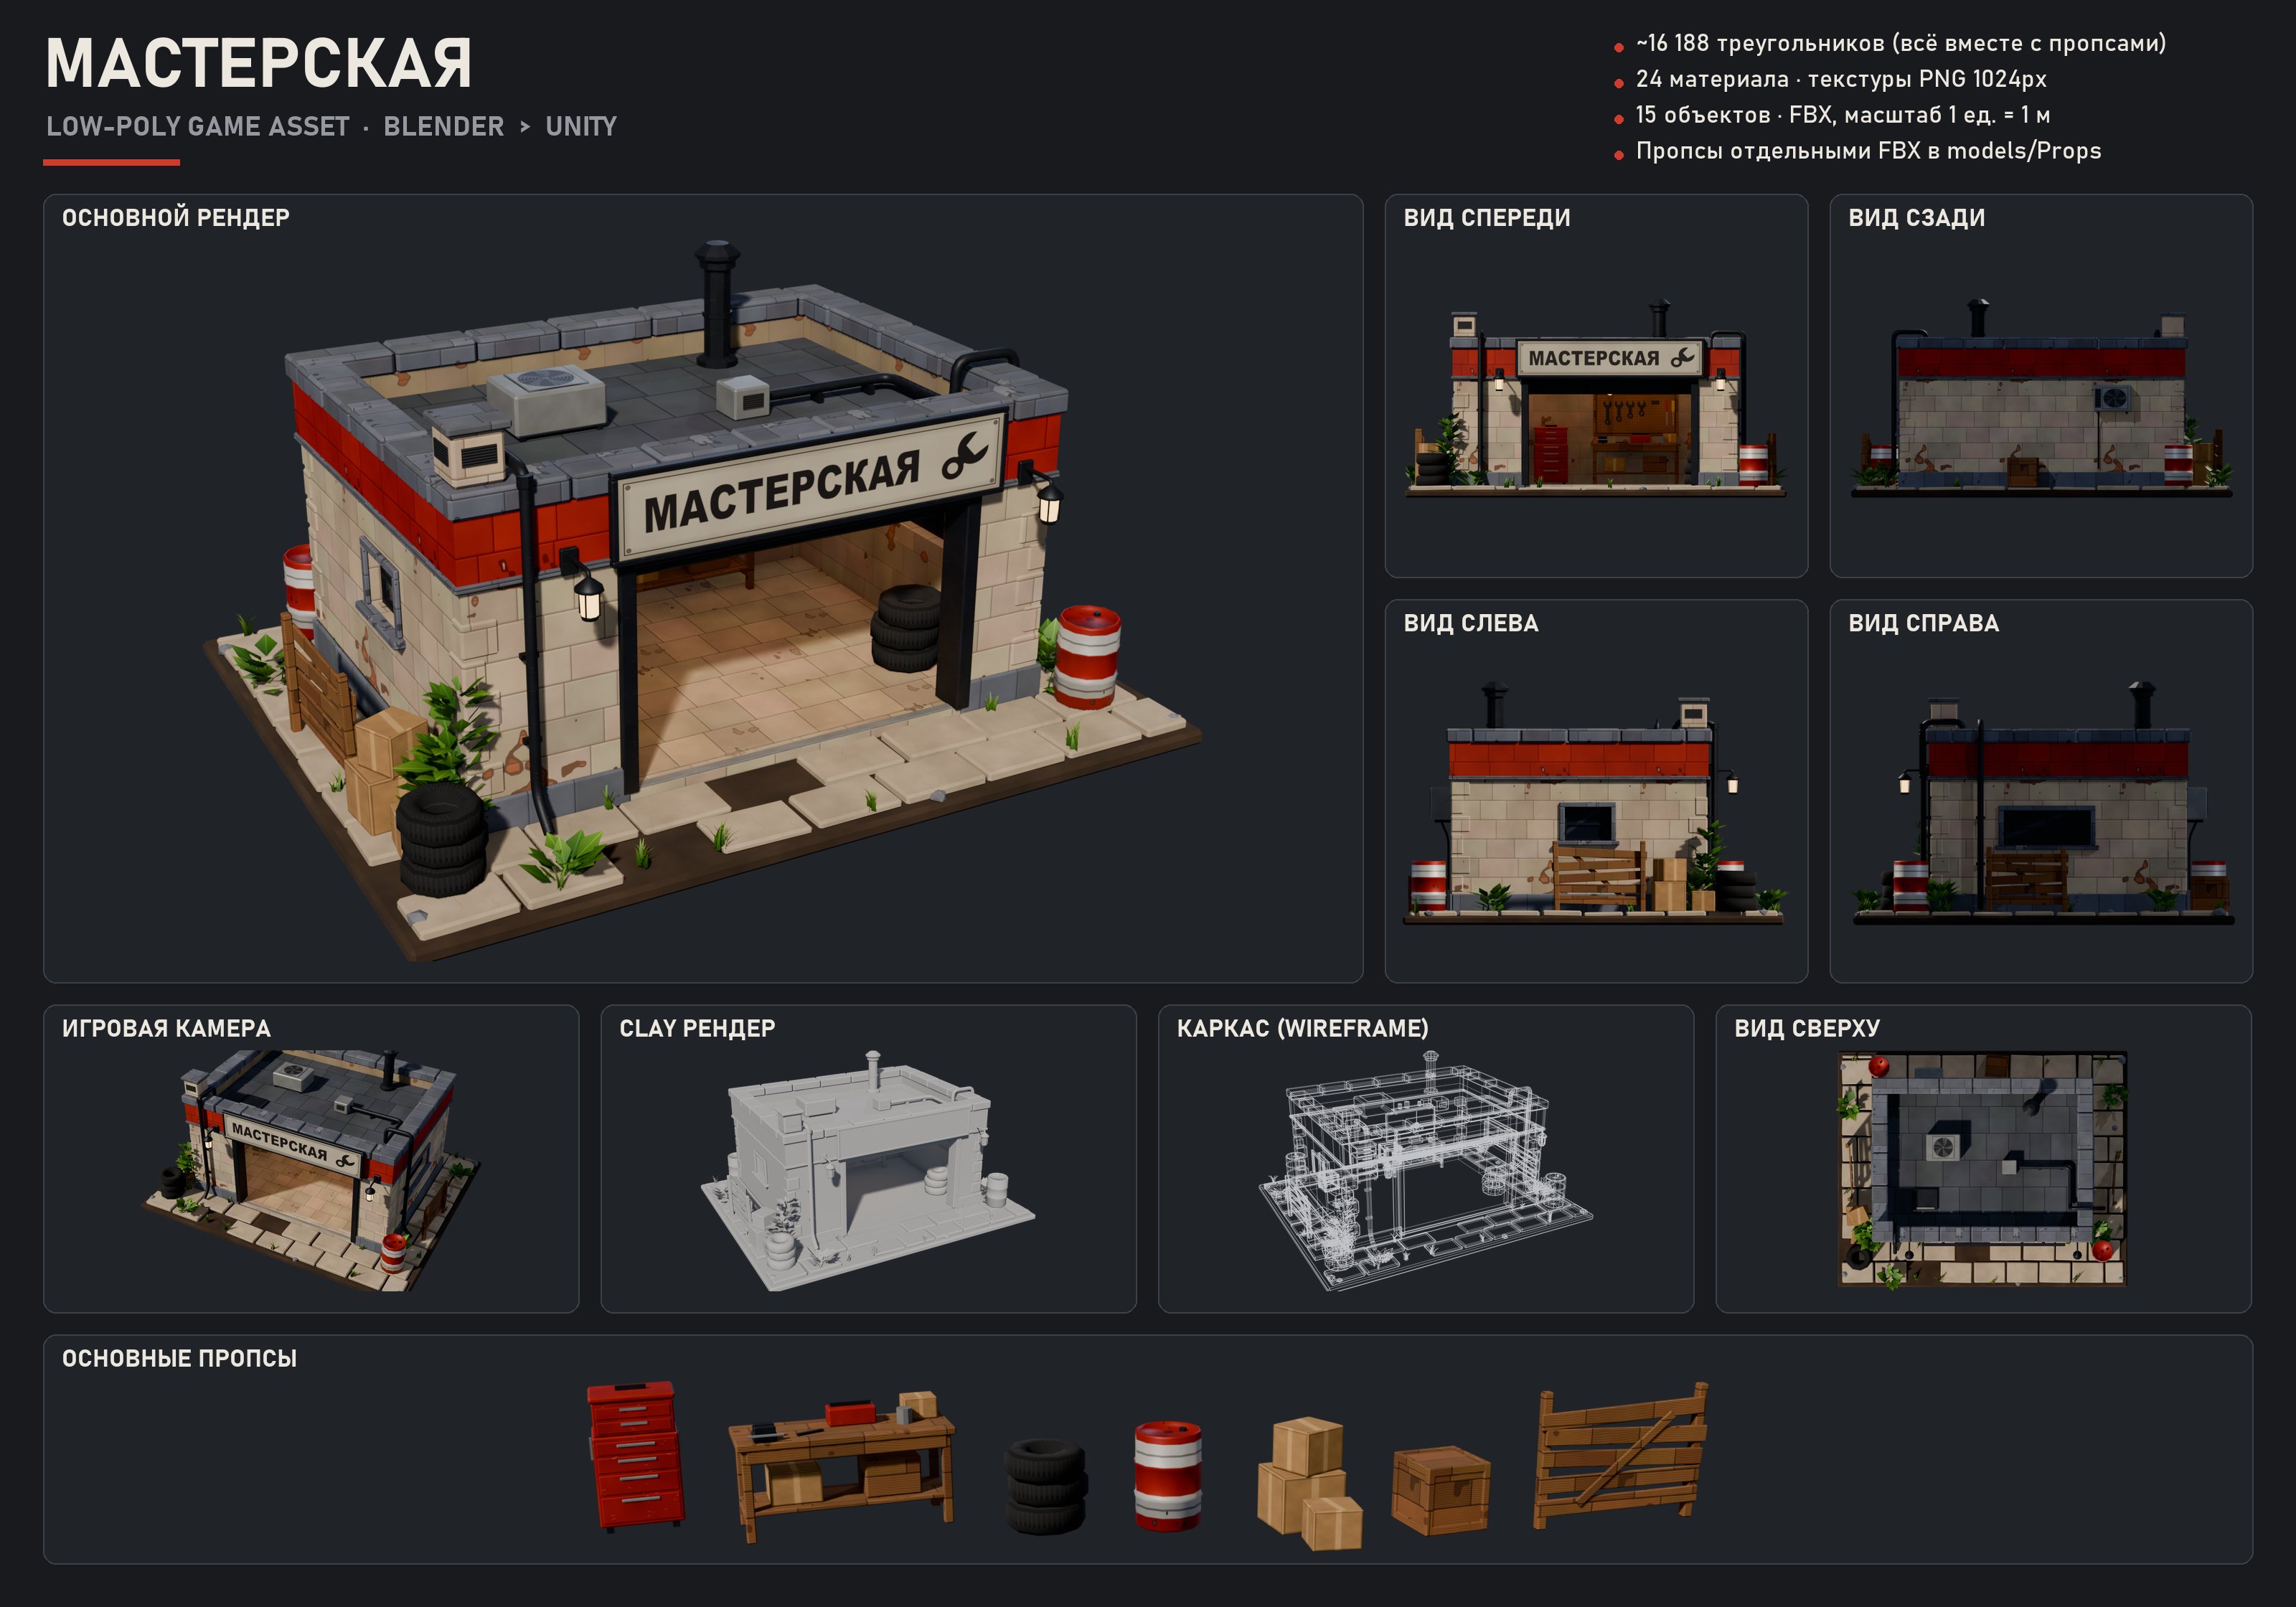 МАСТЕРСКАЯ
LOW-POLY GAME ASSET · BLENDER > UNITY
~16 188 треугольников (всё вместе с пропсами)
24 материала · текстуры PNG 1024px
15 объектов · FBX, масштаб 1 ед. = 1 м
Пропсы отдельными FBX в models/Props
ОСНОВНОЙ РЕНДЕР
МАСТЕРСКАЯ
ВИД СПЕРЕДИ
МАСТЕРСКАЯ
ВИД СЗАДИ
ВИД СЛЕВА
ВИД СПРАВА
ИГРОВАЯ КАМЕРА
МАСТЕРСКАЯ
CLAY РЕНДЕР
КАРКАС (WIREFRAME)
ВИД СВЕРХУ
ОСНОВНЫЕ ПРОПСЫ